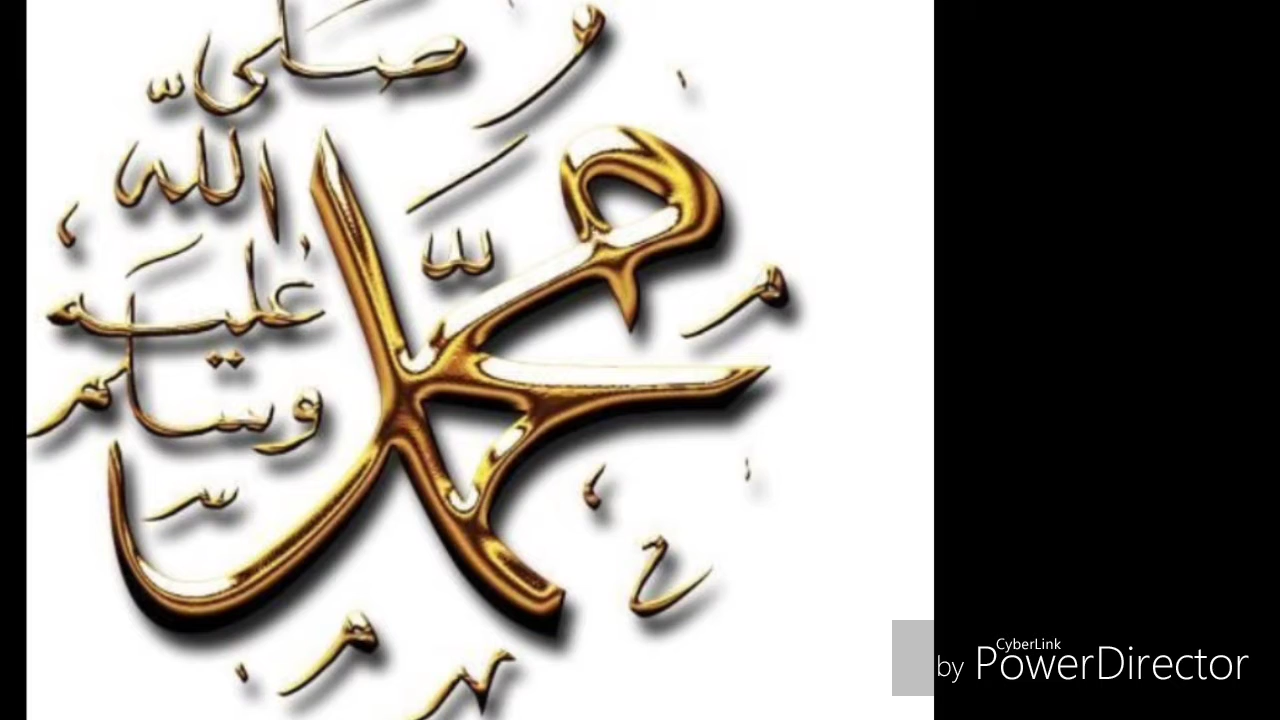 محمد
صلى
الله
عليه
وسلم
CyberLink
by PowerDirector